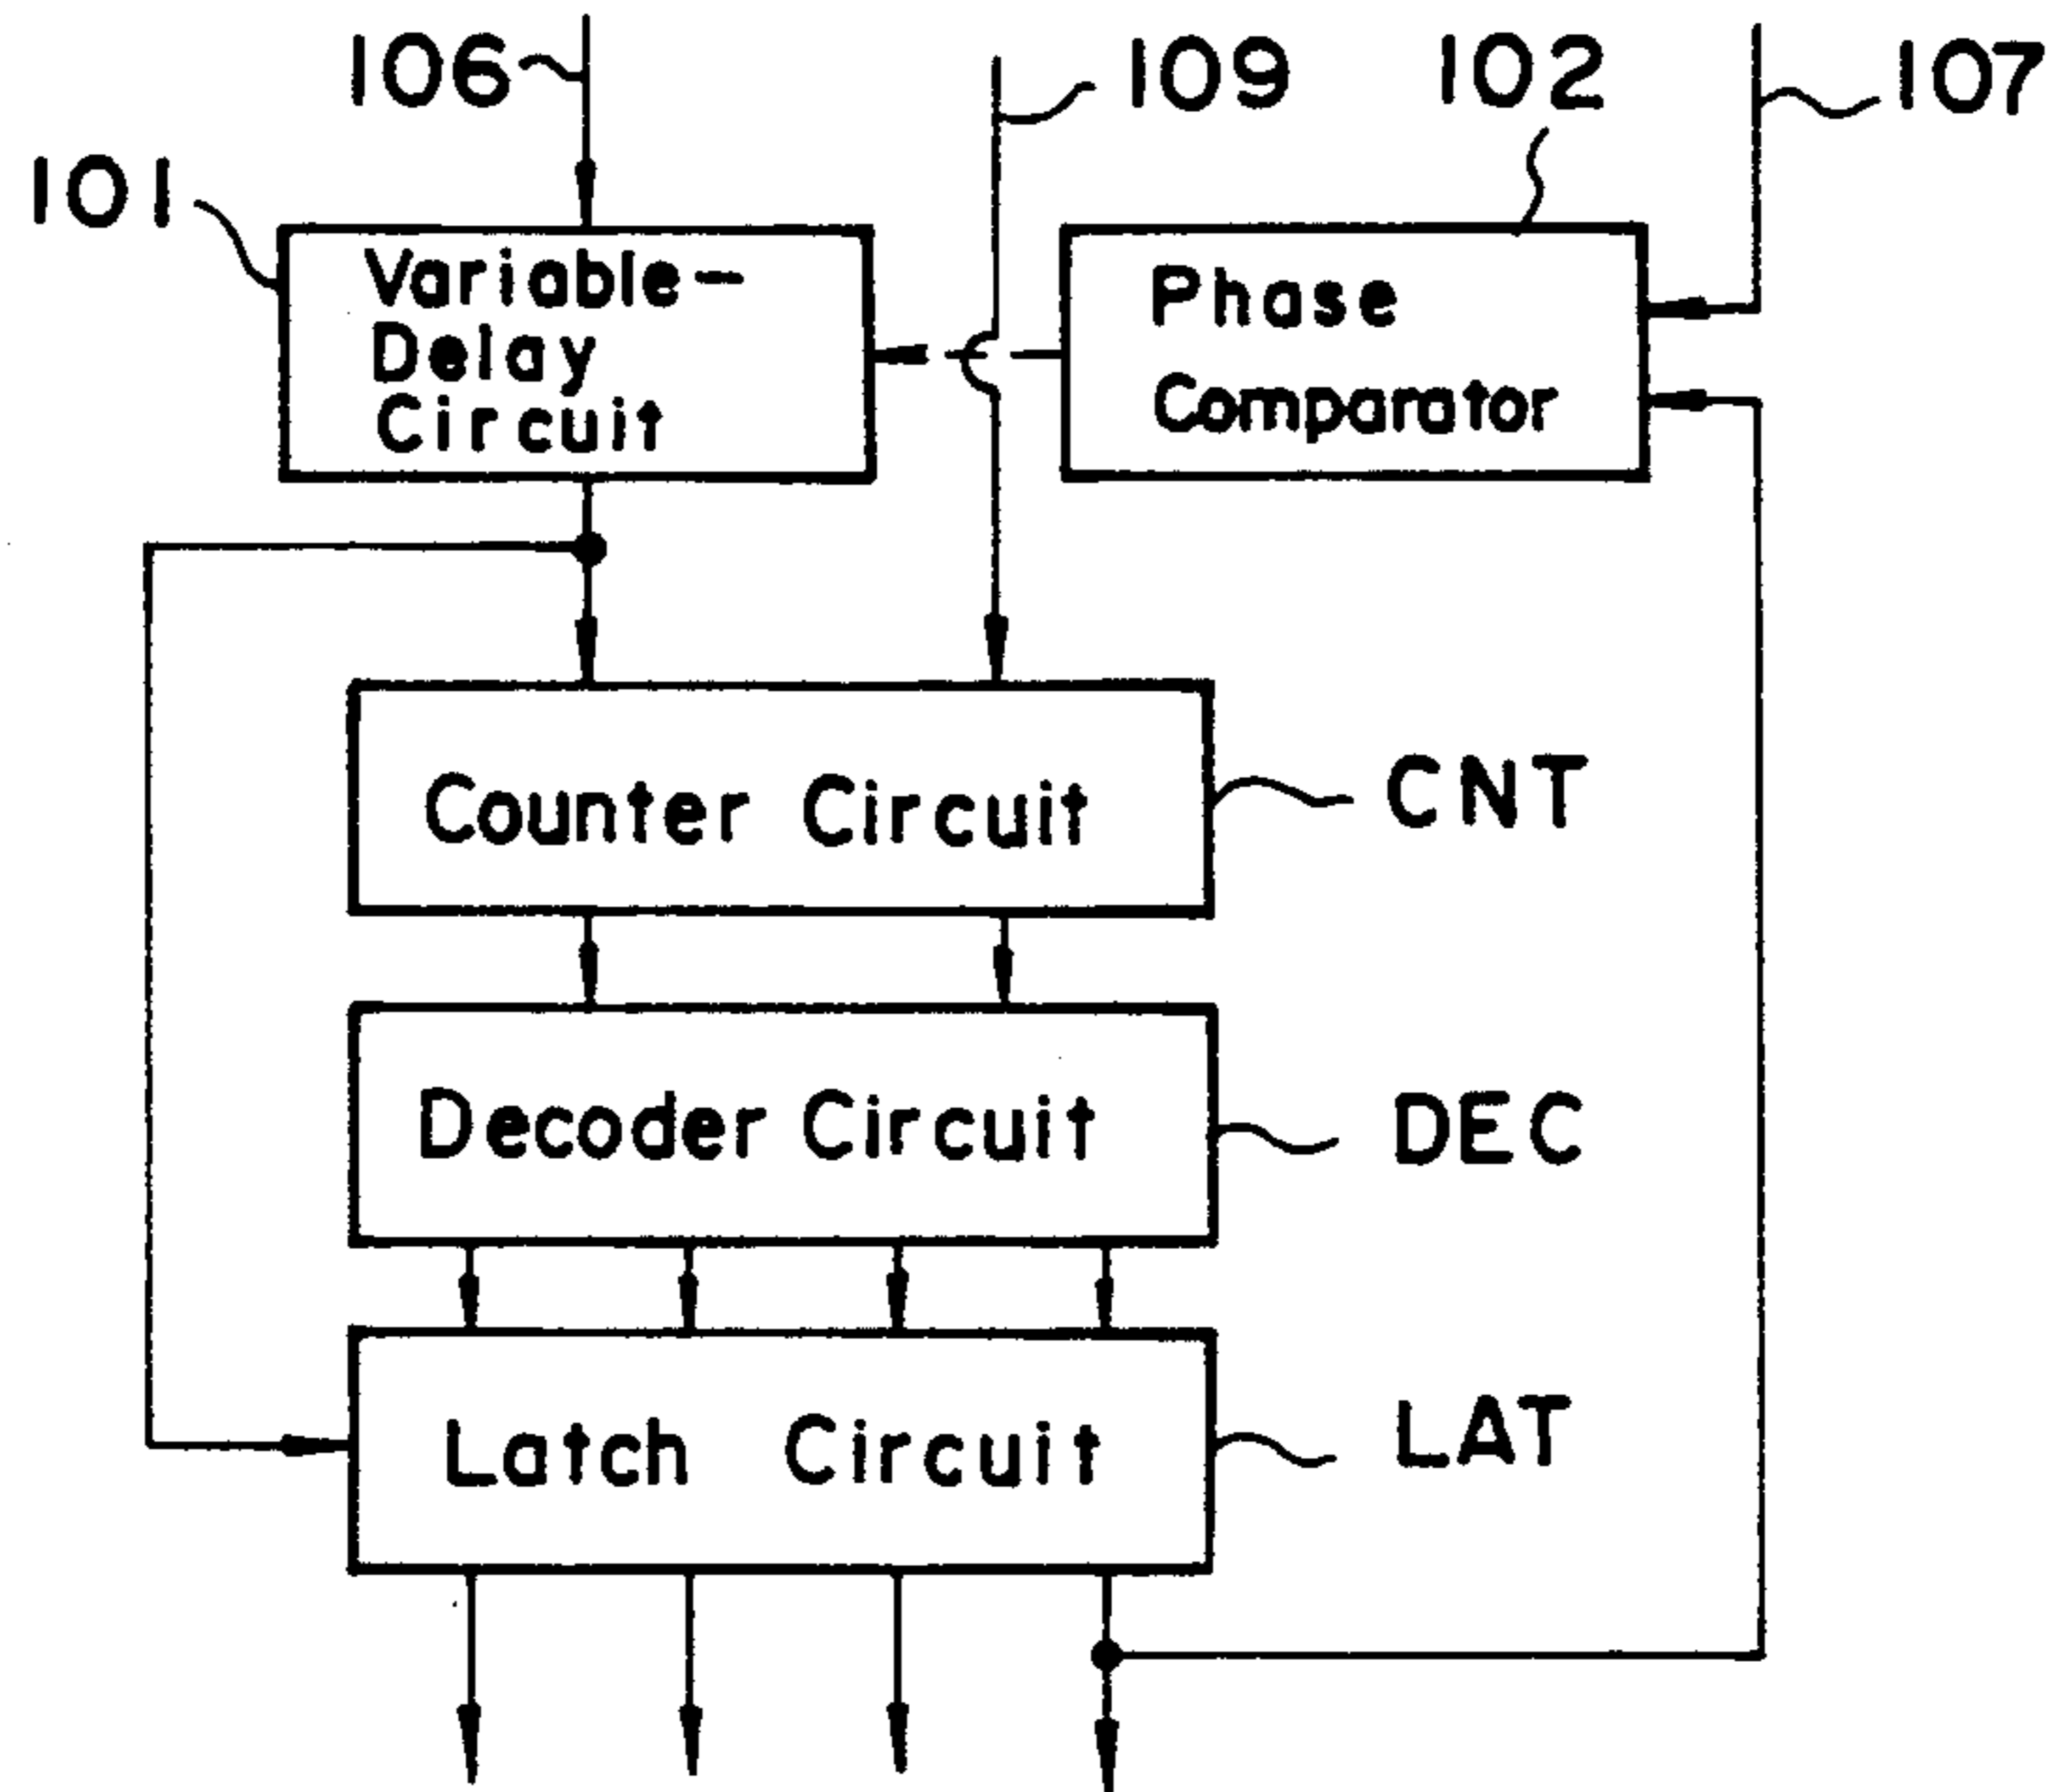 106
109
102
107
101
Variable-
Delay
Circuit
Phase
Comparator
Counter Circuit
CNT
Decoder Circuit
DEC
Latch Circuit
LAT